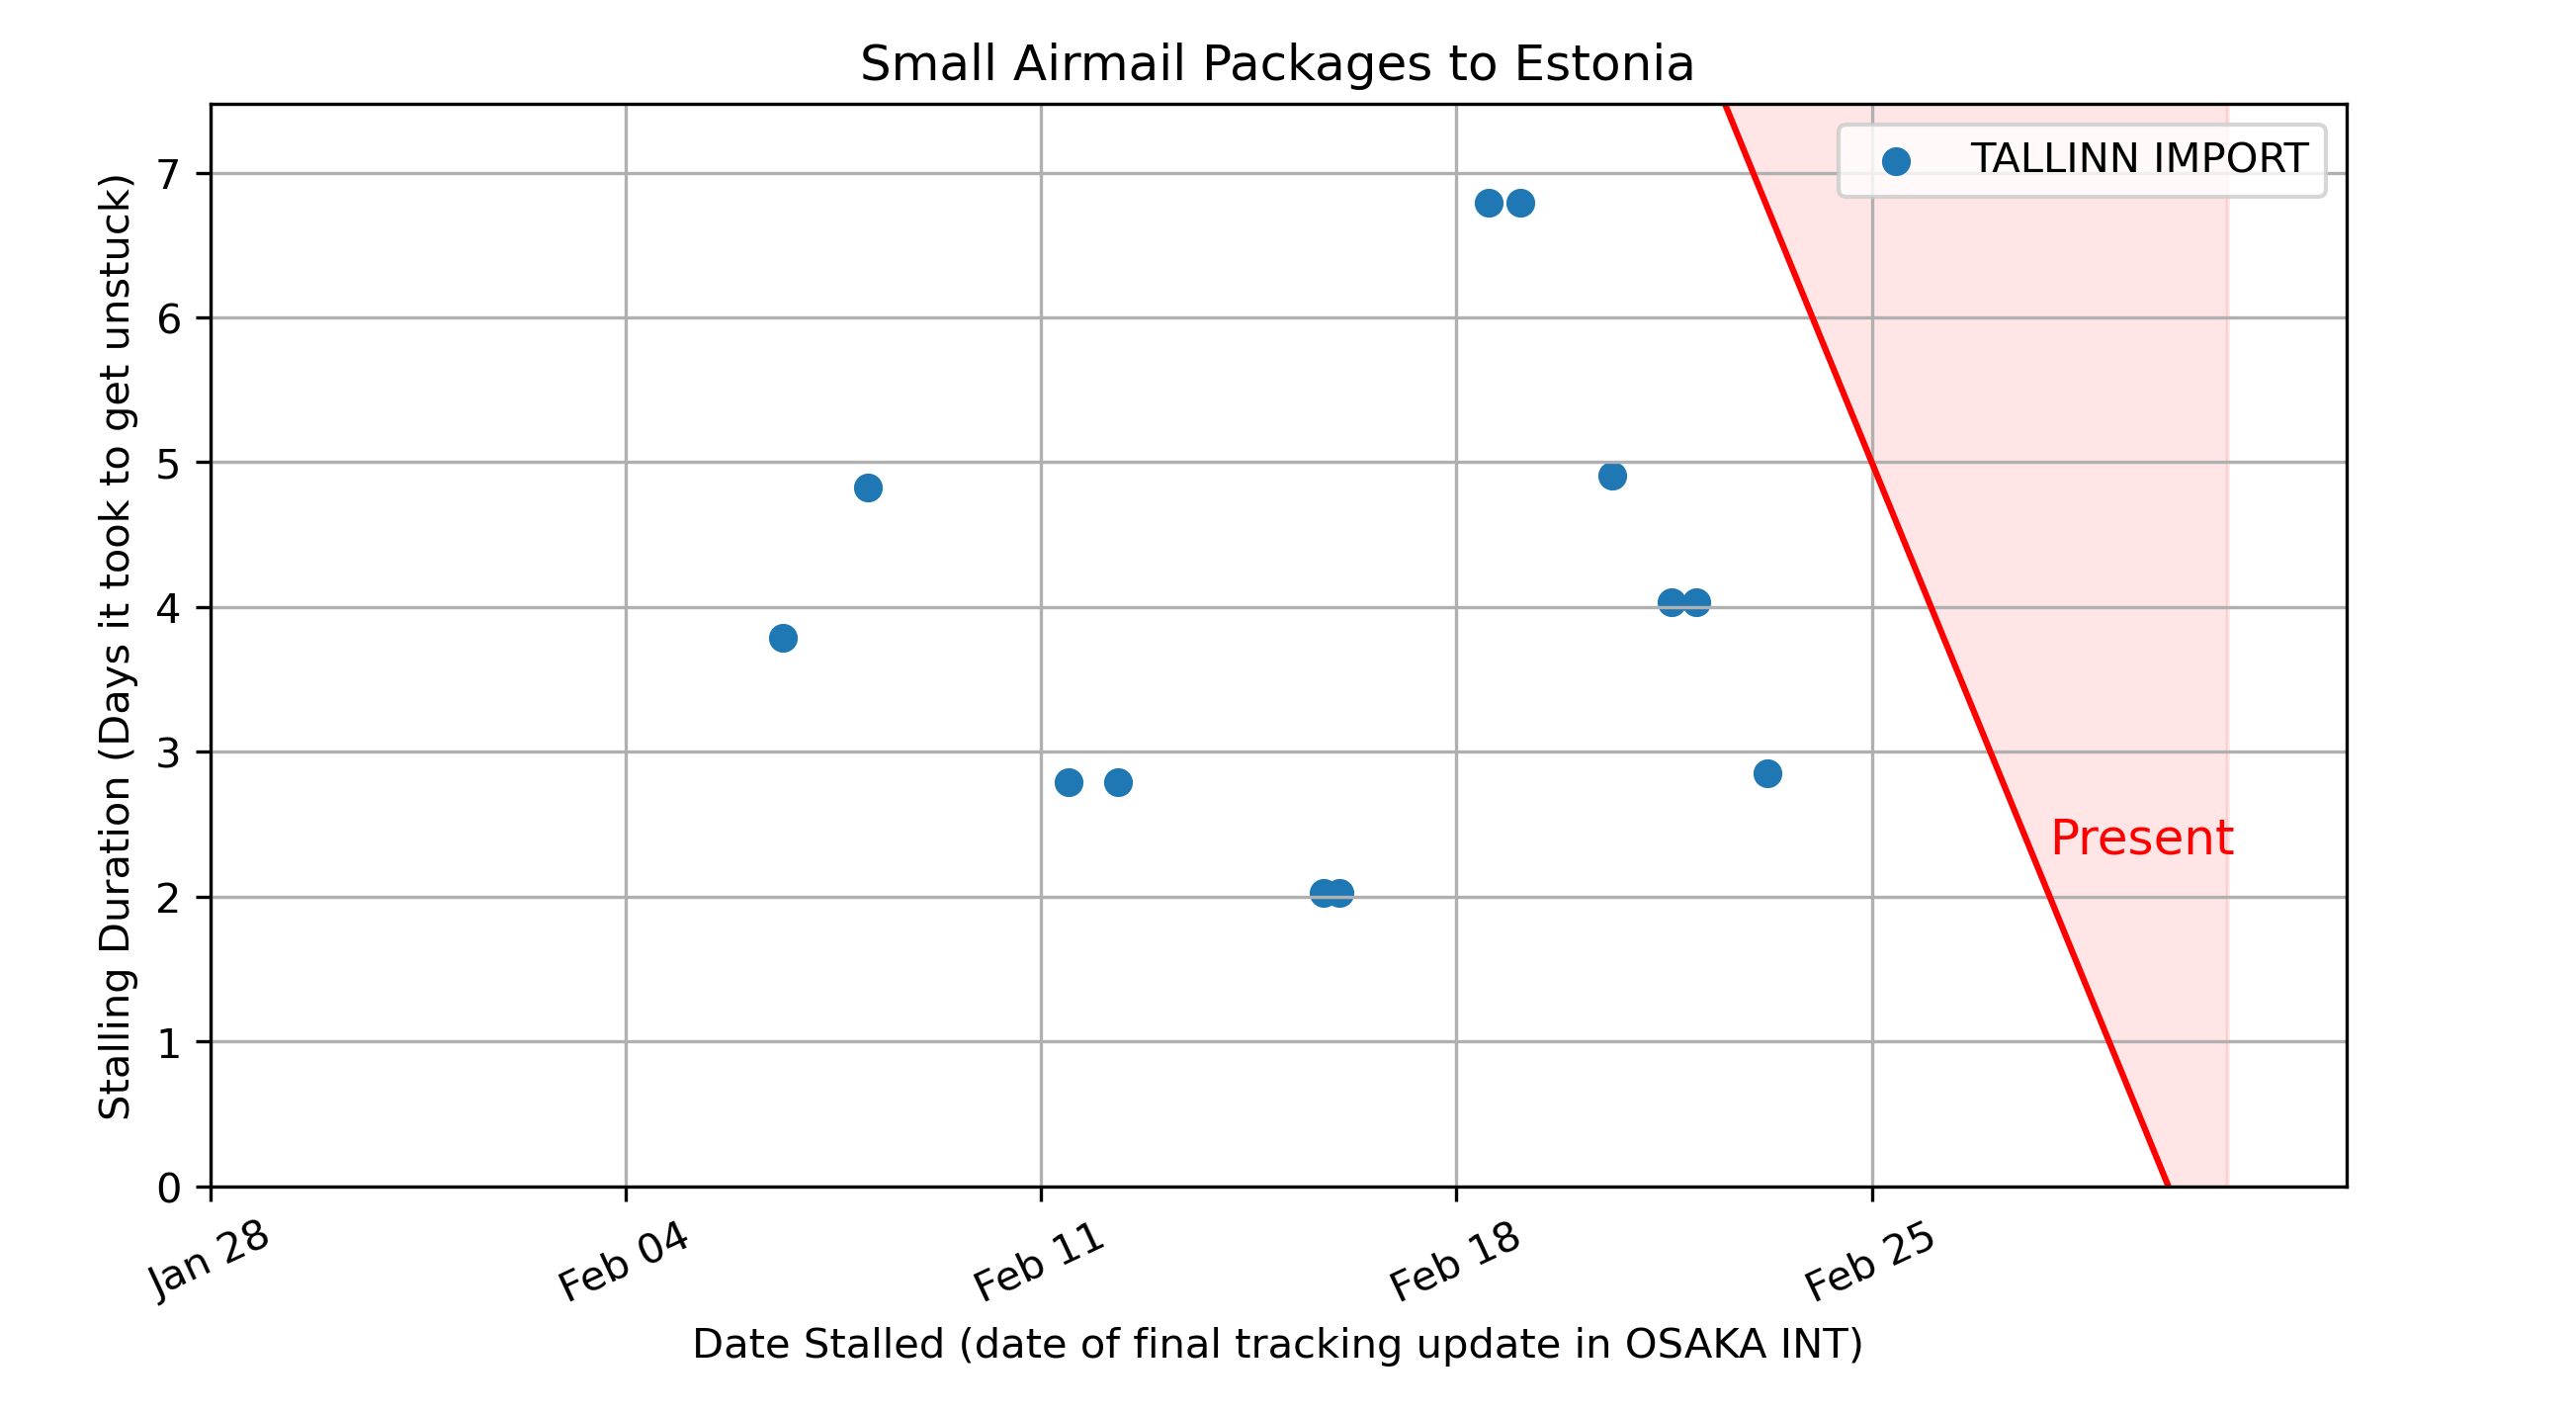 Small Airmail Packages to Estonia
TALLINN IMPORT
Stalling Duration (Days it took to get unstuck)
7
6
5
4
3
2
1
0
Present
Jan 28
Feb 04
Feb 11
Feb 18
Feb 25
Date Stalled (date of final tracking update in OSAKA INT)